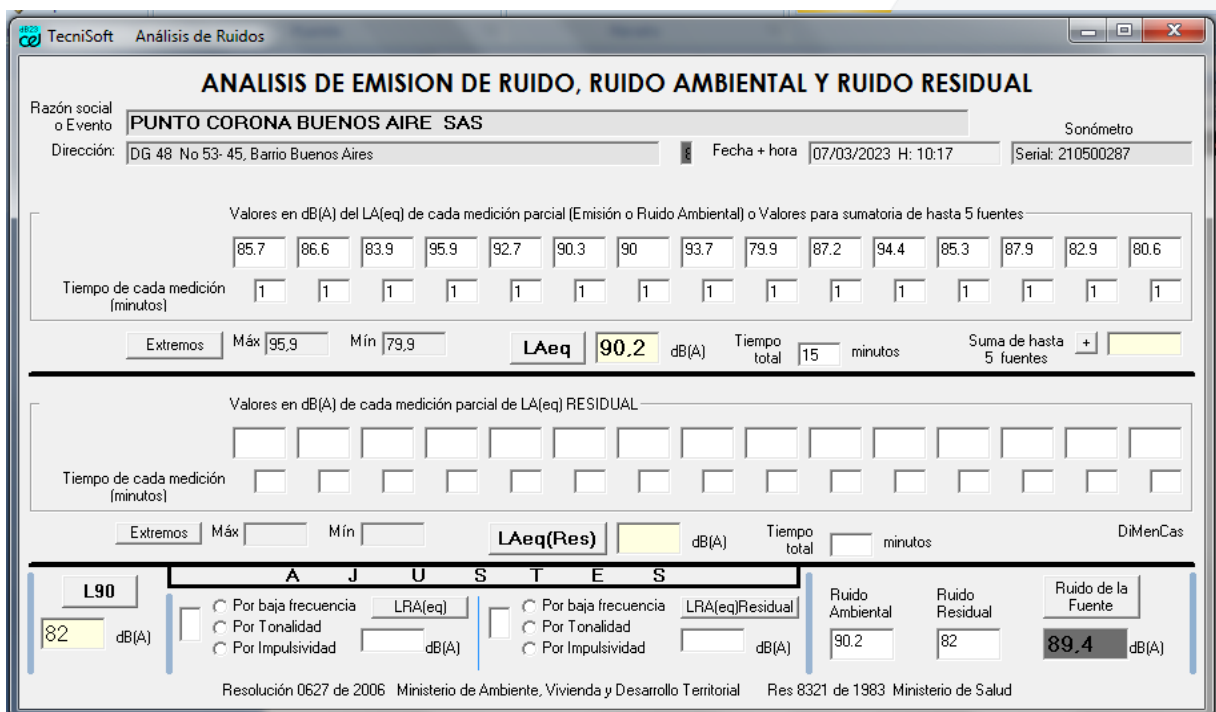 dB23
cel TecniSoft Análisis de Ruidos
ANALISIS DE EMISION DE RUIDO, RUIDO AMBIENTAL Y RUIDO RESIDUAL
Razón social
o Evento PUNTO CORONA BUENOS AIRE SAS
Sonómetro
Dirección: DG 48 No 53- 45, Barrio Buenos Aires Fecha + hora 07/03/2023 H: 10:17 Serial: 210500287
Valores en dB(A) del LA(eq) de cada medición parcial (Emisión o Ruido Ambiental) o Valores para sumatoria de hasta 5 fuentes
85.7 86.6 83.9 95.9 92.7 90.3 90 93.7 79.9 87.2 94.4 85.3 87.9 82.9 80.6
Tiempo de cada medición
(minutos)
1 1 1 1 1 1 1 1 1 1 1 1 1 1 1
Extremos Máx 95,9 Mín 79,9 LAeq 90,2 dB(A) Tiempo total 15 minutos Suma de hasta 5 fuentes +
Valores en dB(A) de cada medición parcial de LA(eq) RESIDUAL
Tiempo de cada medición
(minutos)
Extremos Máx Mín LAeq(Res) dB(A) Tiempo total minutos DiMenCas
A J U S T E S
L90
82 dB(A)
Por baja frecuencia LRA(eq)
Por Tonalidad
Por Impulsividad dB(A)
Por baja frecuencia LRA(eq)Residual
Por Tonalidad
Por Impulsividad dB(A)
Ruido Ambiental
90.2
Ruido Residual
82
Ruido de la Fuente
89,4 dB(A)
Resolución 0627 de 2006 Ministerio de Ambiente, Vivienda y Desarrollo Territorial Res 8321 de 1983 Ministerio de Salud